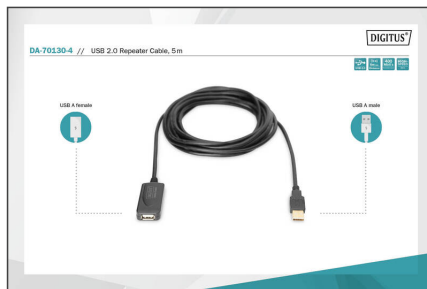 DIGITUS®
DA-70130-4 // USB 2.0 Repeater Cable, 5 m
USB A female
USB A male